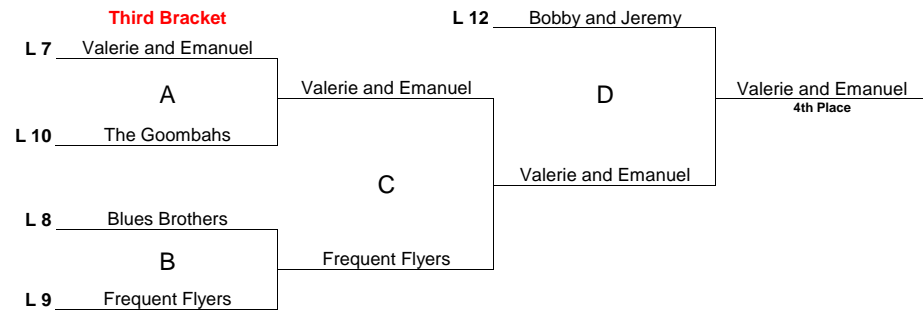 Third Bracket
L 12 Bobby and Jeremy
L 7 Valerie and Emanuel
A
Valerie and Emanuel
D
Valerie and Emanuel
4th Place
L 10 The Goombahs
C
Valerie and Emanuel
L 8 Blues Brothers
B
Frequent Flyers
L 9 Frequent Flyers